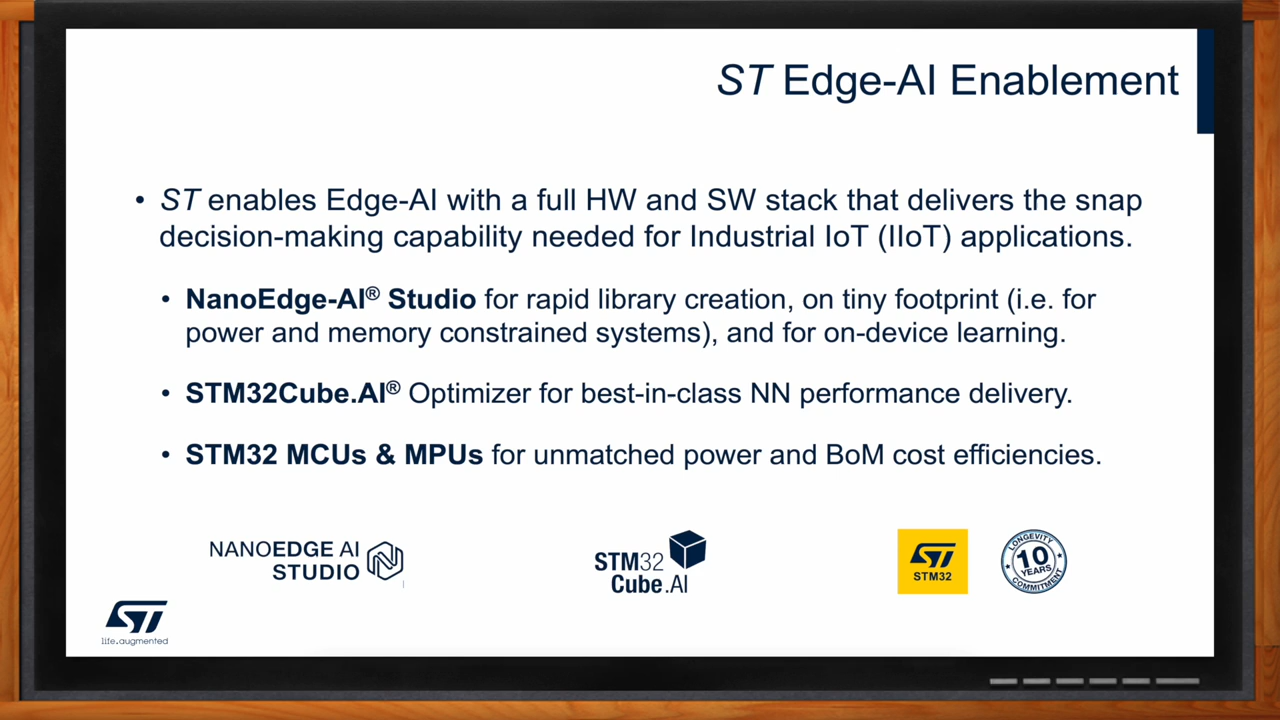 ST Edge-AI Enablement
• ST enables Edge-AI with a full HW and SW stack that delivers the snap
decision-making capability needed for Industrial IoT (IIoT) applications.
• NanoEdge-AI® Studio for rapid library creation, on tiny footprint (i.e. for
power and memory constrained systems), and for on-device learning.
• STM32Cube.AI® Optimizer for best-in-class NN performance delivery.
• STM32 MCUs & MPUs for unmatched power and BoM cost efficiencies.
NANOEDGE AI
STUDIO
STM32
Cube.AI
ST
STM32
LONGEVITY
10
YEARS
COMMITMENT
ST
life.augmented